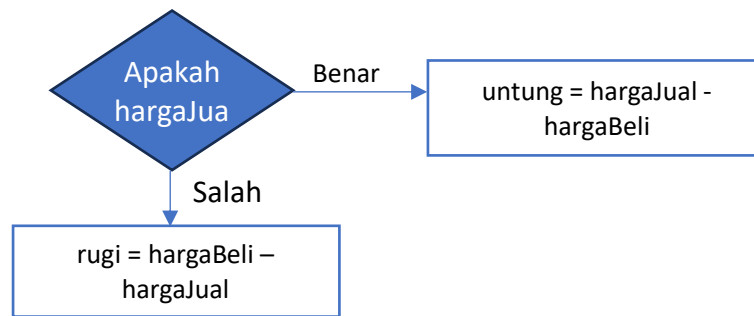 Apakah
hargaJua
Benar
untung = hargaJual -
hargaBeli
Salah
rugi = hargaBeli –
hargaJual